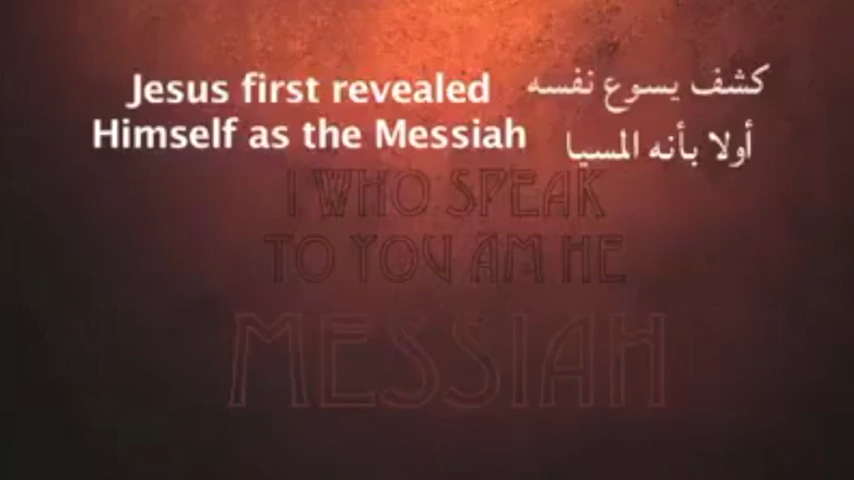 Jesus first revealed
Himself as the Messiah
كشف يسوع نفسه
أولا بأنه المسيا
I WHO SPEAK
TO YOU AM HE
MESSIAH